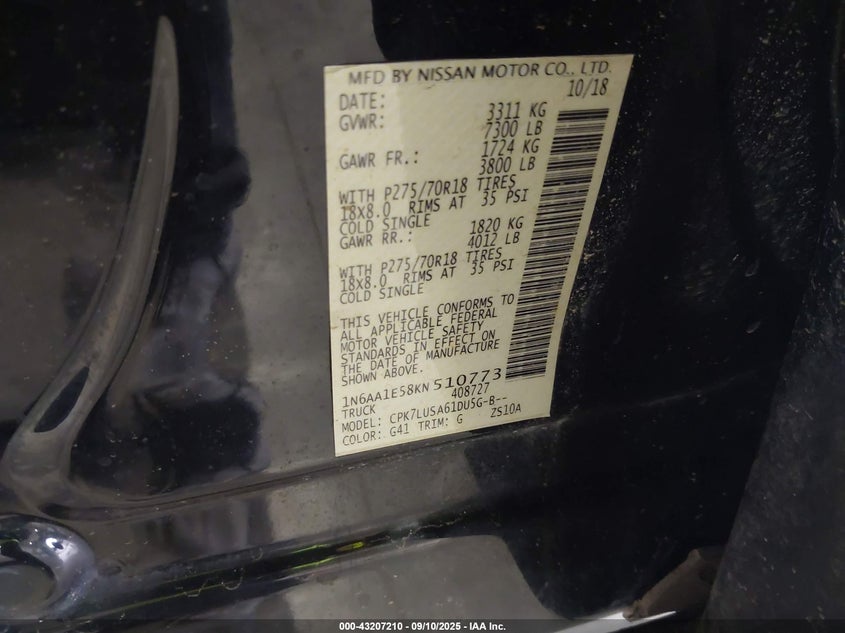 MFD BY NISSAN MOTOR CO., LTD.
DATE: 10/18
GVWR: 3311 KG
7300 LB
GAWR FR.: 1724 KG
3800 LB
WITH P275/70R18 TIRES
18X8.0 RIMS AT 35 PSI
COLD SINGLE
GAWR RR.: 1820 KG
4012 LB
WITH P275/70R18 TIRES
18X8.0 RIMS AT 35 PSI
COLD SINGLE
THIS VEHICLE CONFORMS TO
ALL APPLICABLE FEDERAL
MOTOR VEHICLE SAFETY
STANDARDS IN EFFECT ON
THE DATE OF MANUFACTURE
SHOWN ABOVE.
1N6AA1E58KN510773
TRUCK 408727
MODEL: CPK7LUSA61DU5G-B--
COLOR: G41 TRIM: G ZS10A
000-43207210 - 09/10/2025 - IAA Inc.